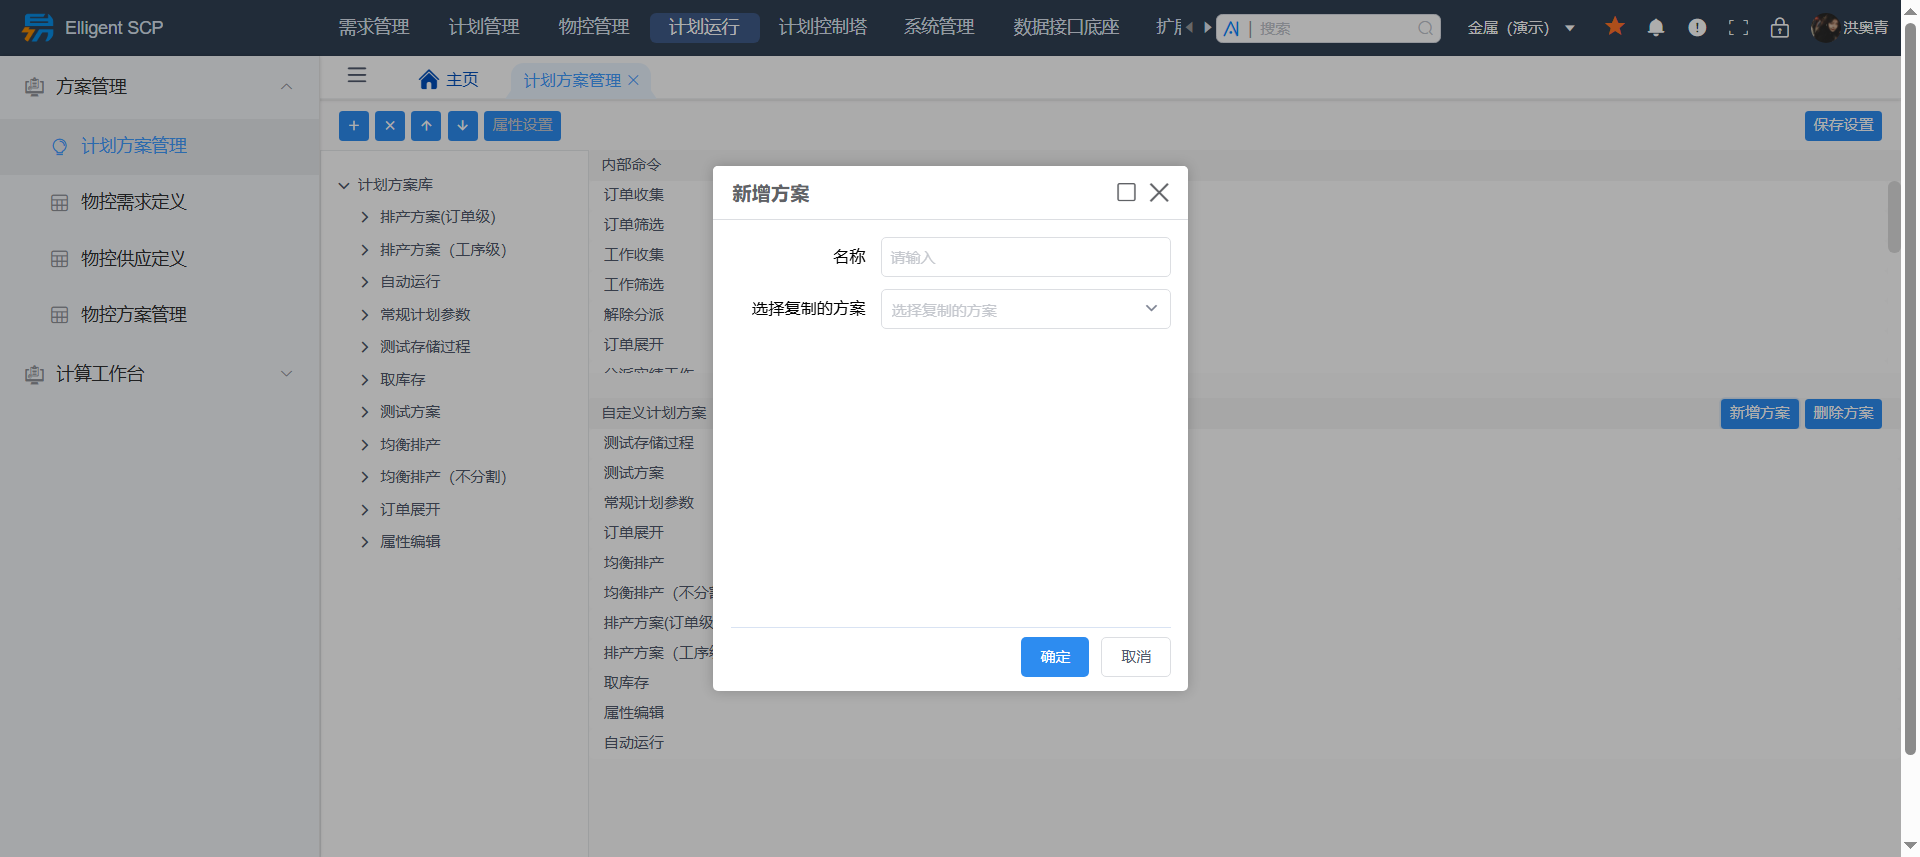 Elligent SCP
需求管理
计划管理
物控管理
计划运行
计划控制塔
系统管理
数据接口底座
搜索
金属（演示）
洪奥青
方案管理
计划方案管理
物控需求定义
物控供应定义
物控方案管理
计算工作台
主页
计划方案管理
属性设置
保存设置
计划方案库
排产方案(订单级)
排产方案（工序级）
自动运行
常规计划参数
测试存储过程
取库存
测试方案
均衡排产
均衡排产（不分割）
订单展开
属性编辑
内部命令
订单收集
订单筛选
工作收集
工作筛选
解除分派
订单展开
自定义计划方案
新增方案
删除方案
测试存储过程
测试方案
常规计划参数
订单展开
均衡排产
均衡排产（不分
排产方案(订单级
排产方案（工序
取库存
属性编辑
自动运行
新增方案
名称
请输入
选择复制的方案
选择复制的方案
确定
取消